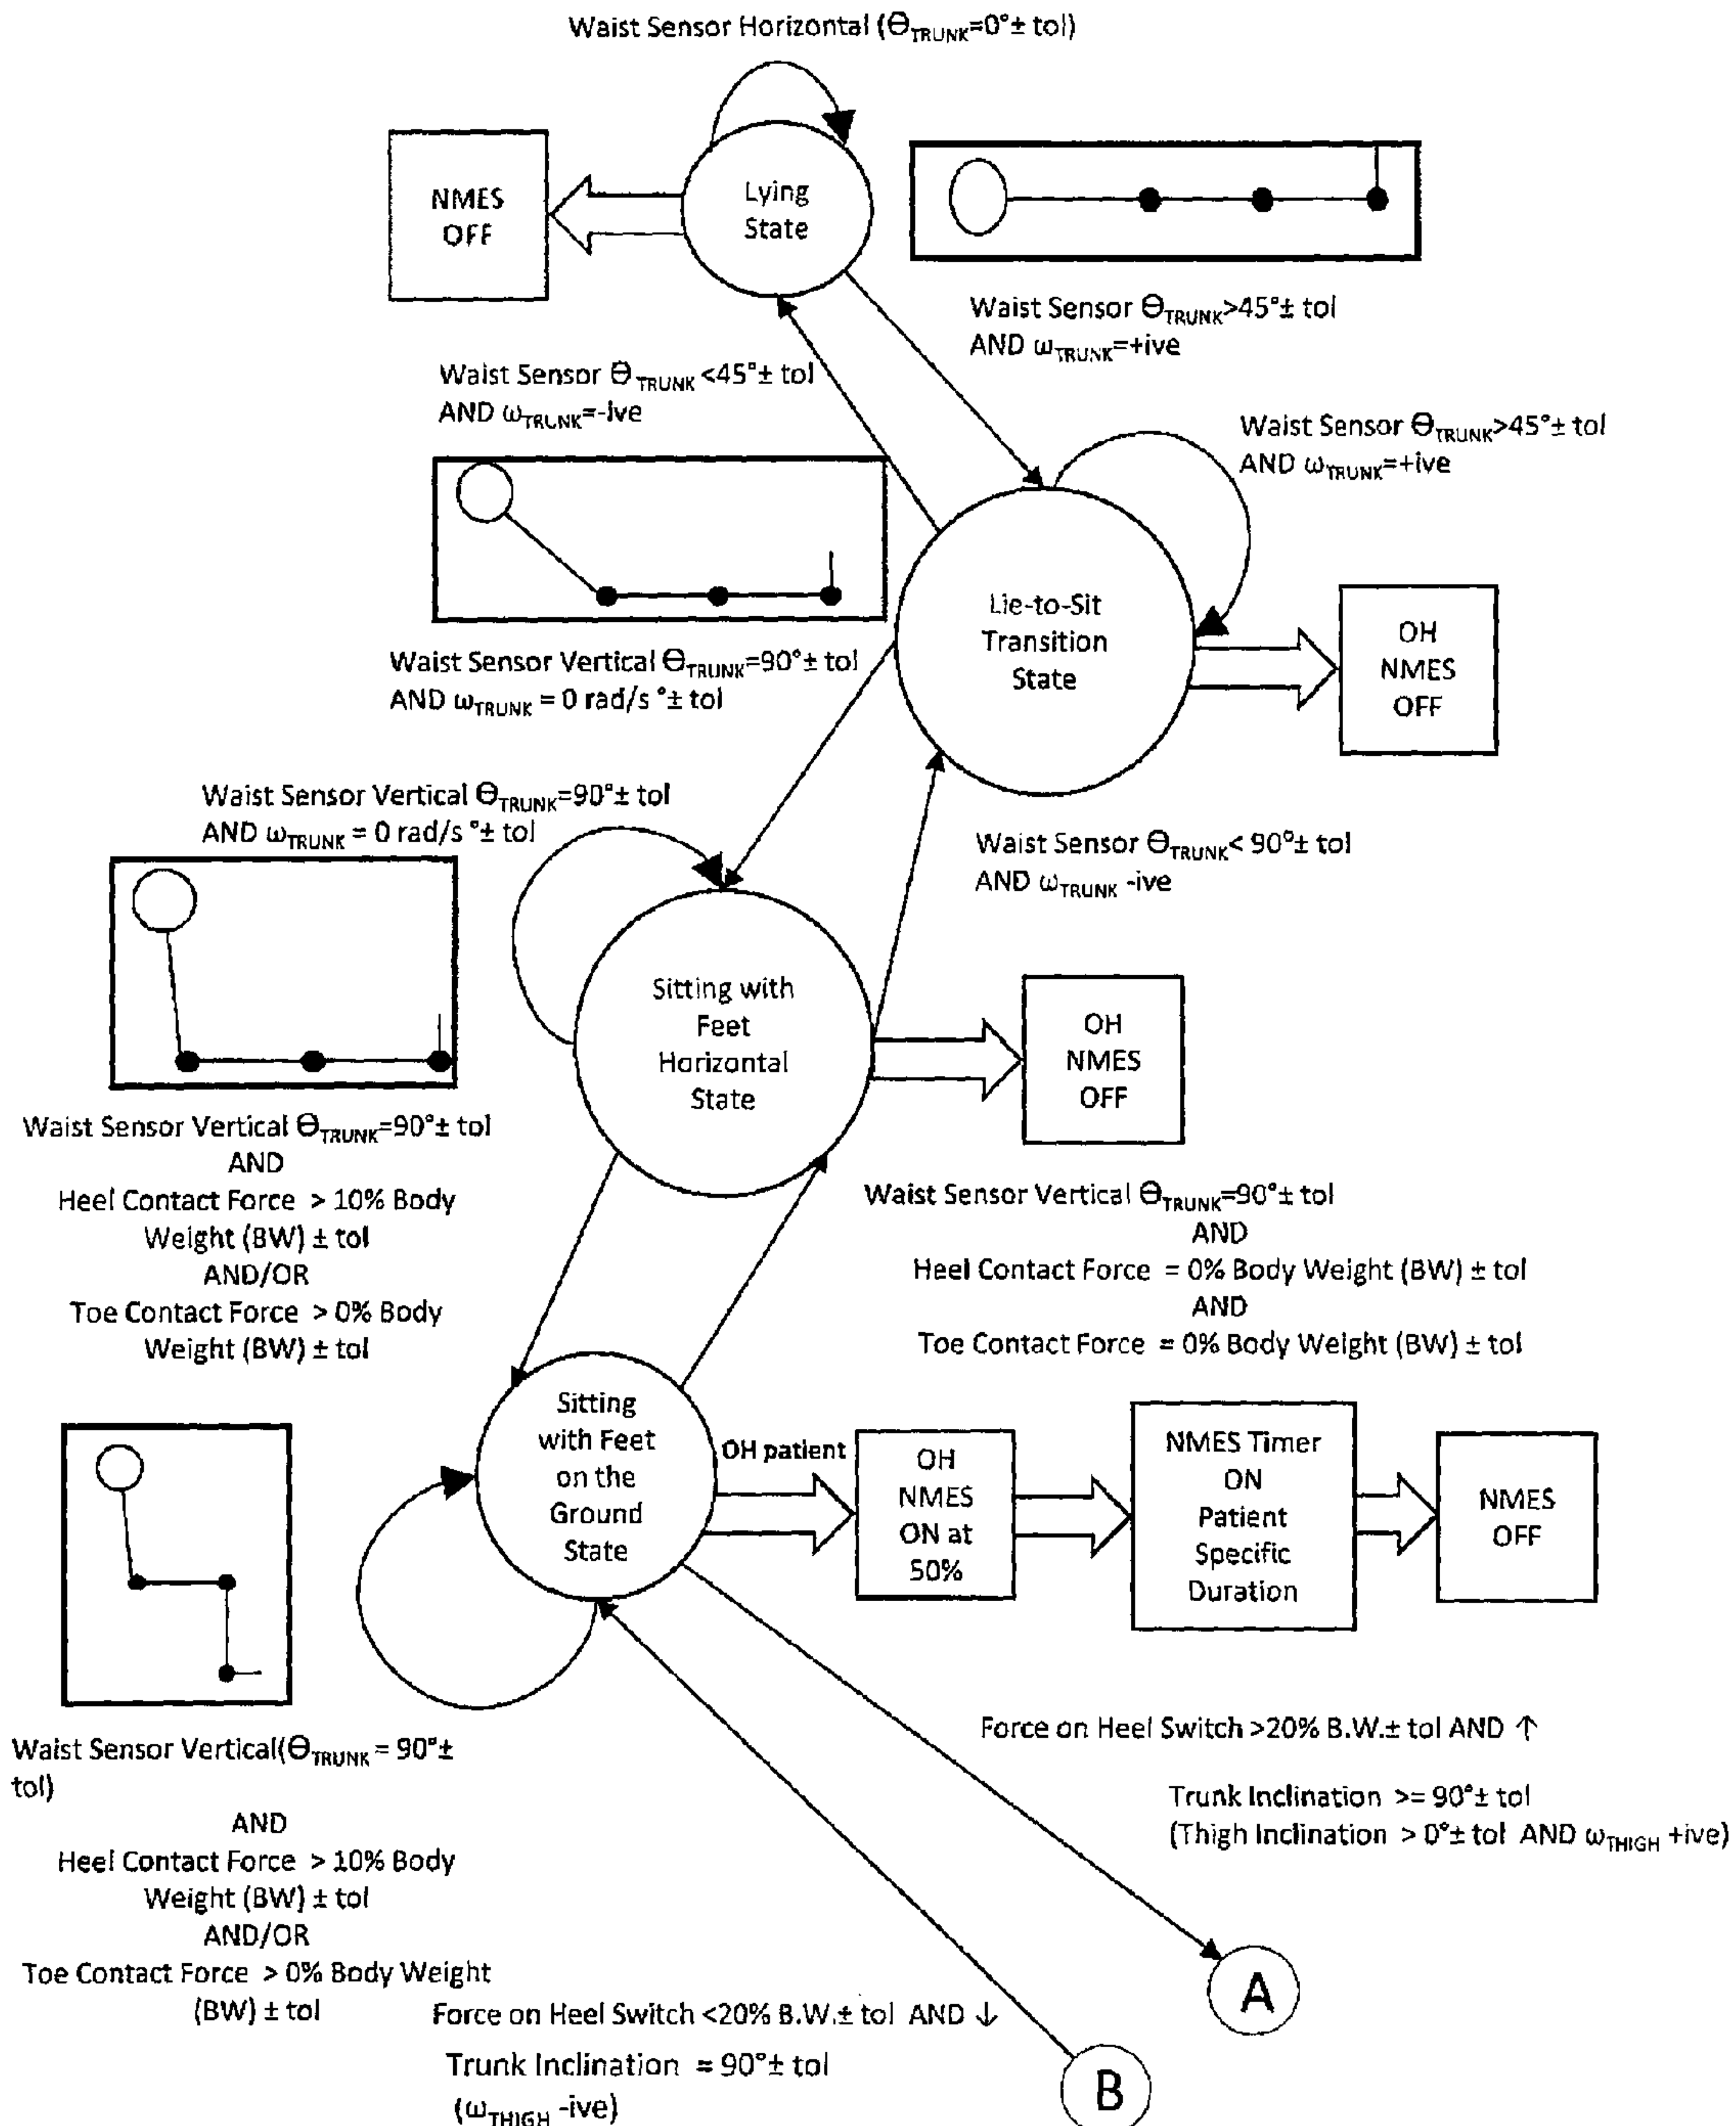 Waist Sensor Horizontal (ΘTRUNK=0°± tol)
NMES
OFF
Lying
State
Waist Sensor ΘTRUNK>45°± tol
AND ωTRUNK=+ive
Waist Sensor ΘTRUNK <45°± tol
AND ωTRUNK=-ive
Waist Sensor ΘTRUNK>45°± tol
AND ωTRUNK=+ive
Lie-to-Sit
Transition
State
OH
NMES
OFF
Waist Sensor Vertical ΘTRUNK=90°± tol
AND ωTRUNK = 0 rad/s °± tol
Waist Sensor Vertical ΘTRUNK=90°± tol
AND ωTRUNK = 0 rad/s °± tol
Waist Sensor ΘTRUNK< 90°± tol
AND ωTRUNK -ive
Sitting with
Feet
Horizontal
State
OH
NMES
OFF
Waist Sensor Vertical ΘTRUNK=90°± tol
AND
Heel Contact Force > 10% Body
Weight (BW) ± tol
AND/OR
Toe Contact Force > 0% Body
Weight (BW) ± tol
Waist Sensor Vertical ΘTRUNK=90°± tol
AND
Heel Contact Force = 0% Body Weight (BW) ± tol
AND
Toe Contact Force = 0% Body Weight (BW) ± tol
Sitting
with Feet
on the
Ground
State
OH patient
OH
NMES
ON at
50%
NMES Timer
ON
Patient
Specific
Duration
NMES
OFF
Force on Heel Switch >20% B.W.± tol AND ↑
Trunk Inclination >= 90°± tol
(Thigh Inclination > 0°± tol AND ωTHIGH +ive)
Waist Sensor Vertical(ΘTRUNK = 90°±
tol)
AND
Heel Contact Force > 10% Body
Weight (BW) ± tol
AND/OR
Toe Contact Force > 0% Body Weight
(BW) ± tol
A
Force on Heel Switch <20% B.W.± tol AND ↓
Trunk Inclination = 90°± tol
(ωTHIGH -ive)
B